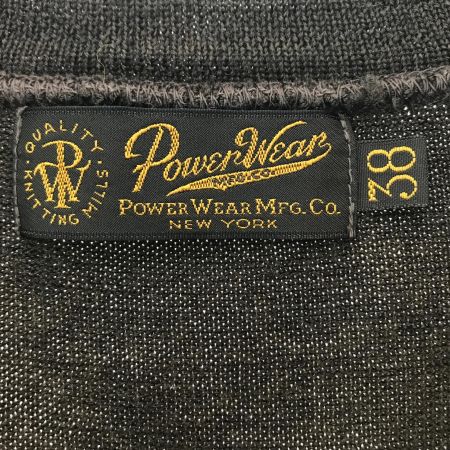 QUALITY
KNITTING MILLS
PW
PowerWear
MFG.CO.
POWER WEAR MFG. CO.
NEW YORK
38